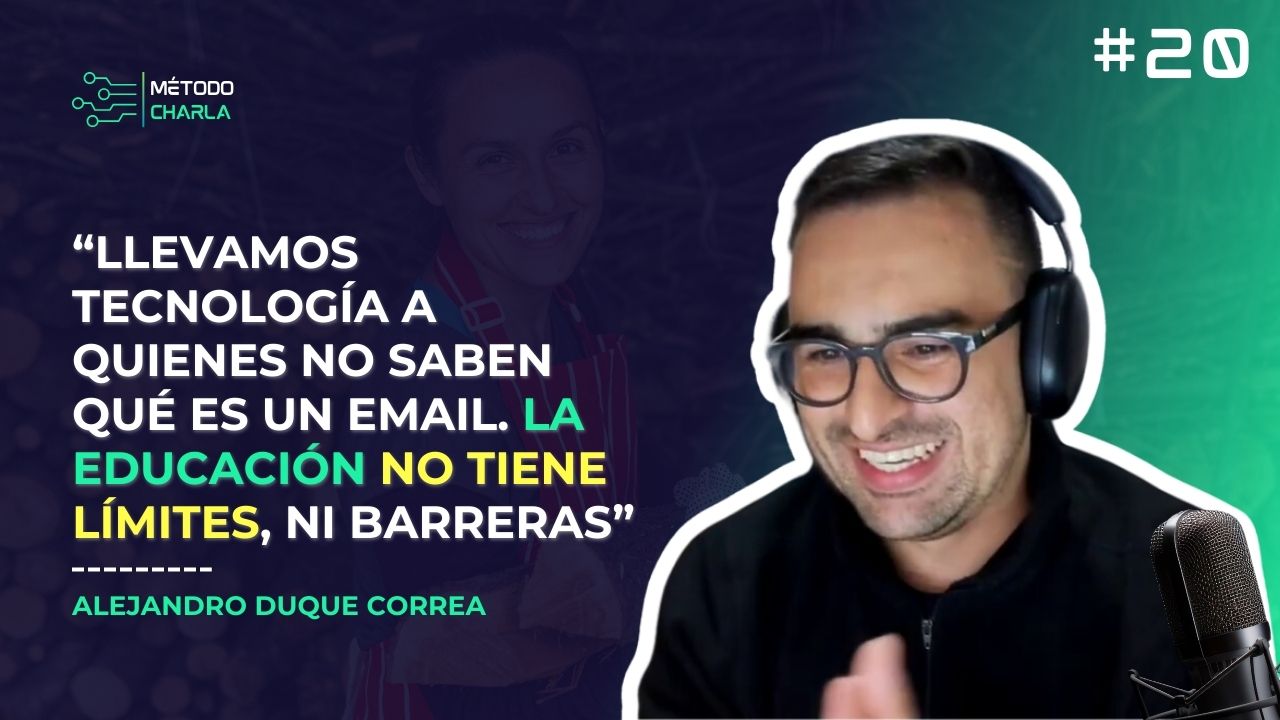 #20
MÉTODO
CHARLA
“LLEVAMOS
TECNOLOGÍA A
QUIENES NO SABEN
QUÉ ES UN EMAIL. LA
EDUCACIÓN NO TIENE
LÍMITES, NI BARRERAS”
---------
ALEJANDRO DUQUE CORREA